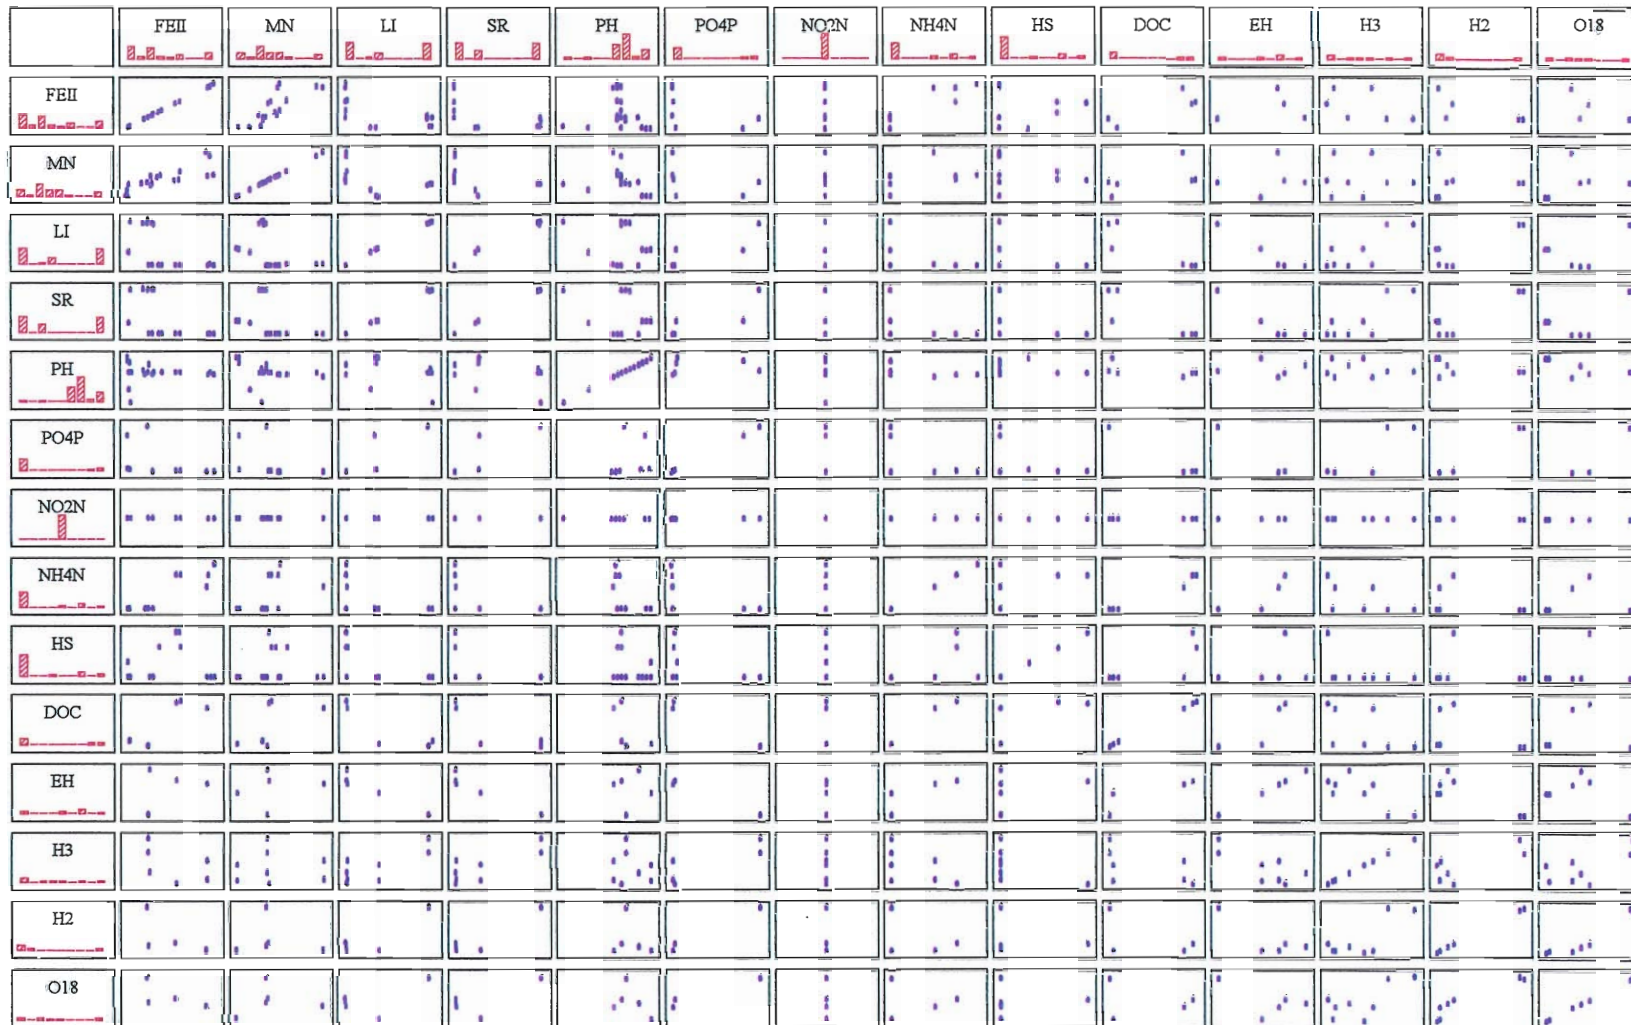 FEII MN LI SR PH PO4P NO2N NH4N HS DOC EH H3 H2 O18
FEII
MN
LI
SR
PH
PO4P
NO2N
NH4N
HS
DOC
EH
H3
H2
O18